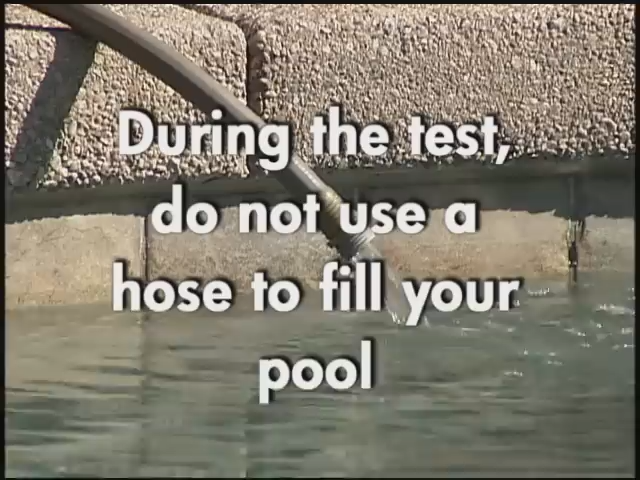 During the test,
do not use a
hose to fill your
pool